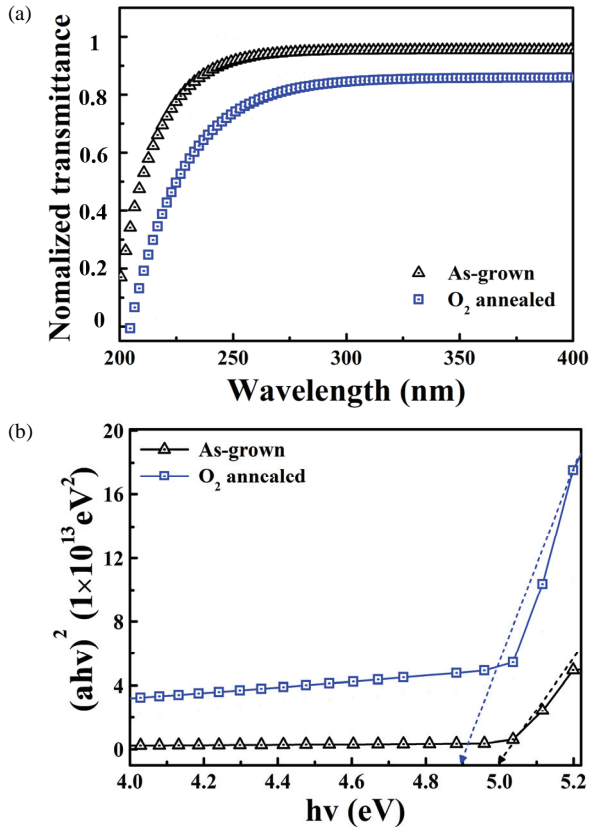 (a)
Nomalized transmittance
1
0.8
0.6
0.4
0.2
0
As-grown
O₂ annealed
200 250 300 350 400
Wavelength (nm)
(b)
(ahv)² (1×10¹³eV²)
20
16
12
8
4
0
As-grown
O₂ anncalcd
4.0 4.2 4.4 4.6 4.8 5.0 5.2
hv (eV)